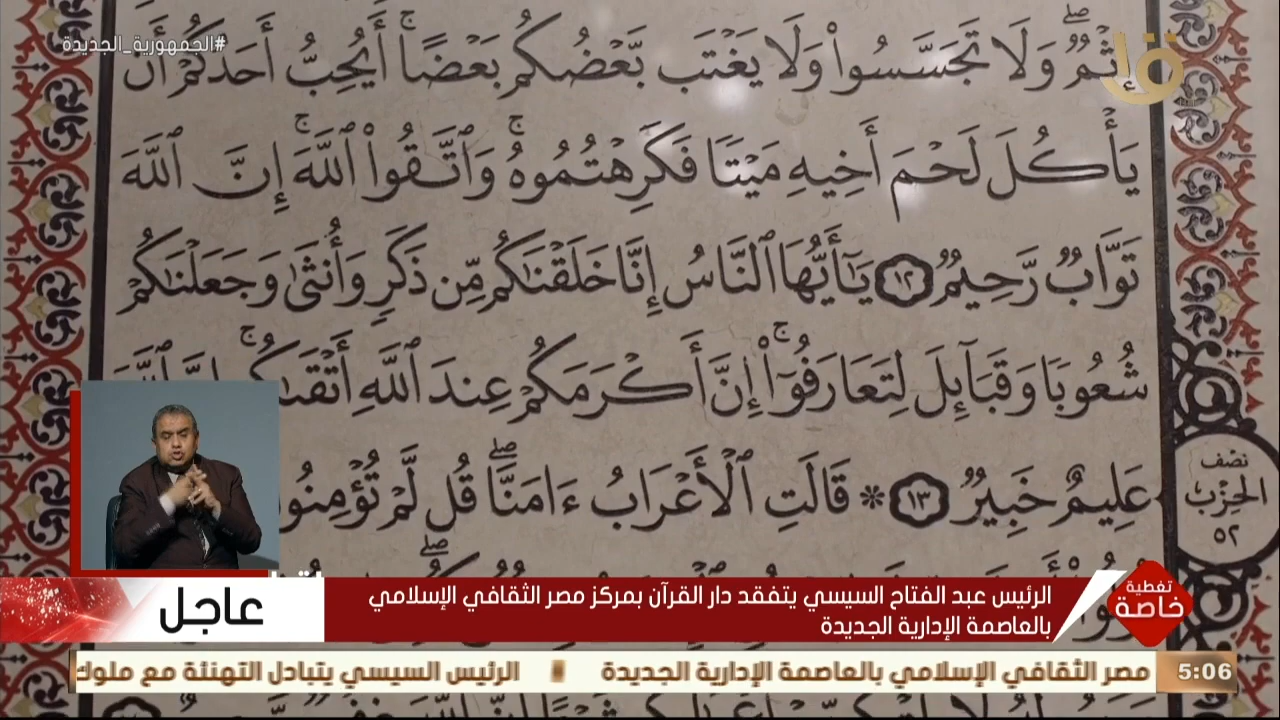 #الجمهورية_الجديدة
إِثْمٌ ۖ وَلَا تَجَسَّسُوا۟ وَلَا يَغْتَب بَّعْضُكُم بَعْضًا ۚ أَيُحِبُّ أَحَدُكُمْ أَن
يَأْكُلَ لَحْمَ أَخِيهِ مَيْتًا فَكَرِهْتُمُوهُ ۚ وَٱتَّقُوا۟ ٱللَّهَ ۚ إِنَّ ٱللَّهَ
تَوَّابٌ رَّحِيمٌ ١٢ يَـٰٓأَيُّهَا ٱلنَّاسُ إِنَّا خَلَقْنَـٰكُم مِّن ذَكَرٍ وَأُنثَىٰ وَجَعَلْنَـٰكُمْ
شُعُوبًا وَقَبَآئِلَ لِتَعَارَفُوٓا۟ ۚ إِنَّ أَكْرَمَكُمْ عِندَ ٱللَّهِ
عَلِيمٌ خَبِيرٌ ١٣ * قَالَتِ ٱلْأَعْرَابُ ءَامَنَّا ۖ قُل لَّمْ
نصف
الحزب
٥٢
تغطية
خاصة
الرئيس عبد الفتاح السيسي يتفقد دار القرآن بمركز مصر الثقافي الإسلامي
بالعاصمة الإدارية الجديدة
عاجل
5:06
مصر الثقافي الإسلامي بالعاصمة الإدارية الجديدة
الرئيس السيسي يتبادل التهنئة مع ملوك